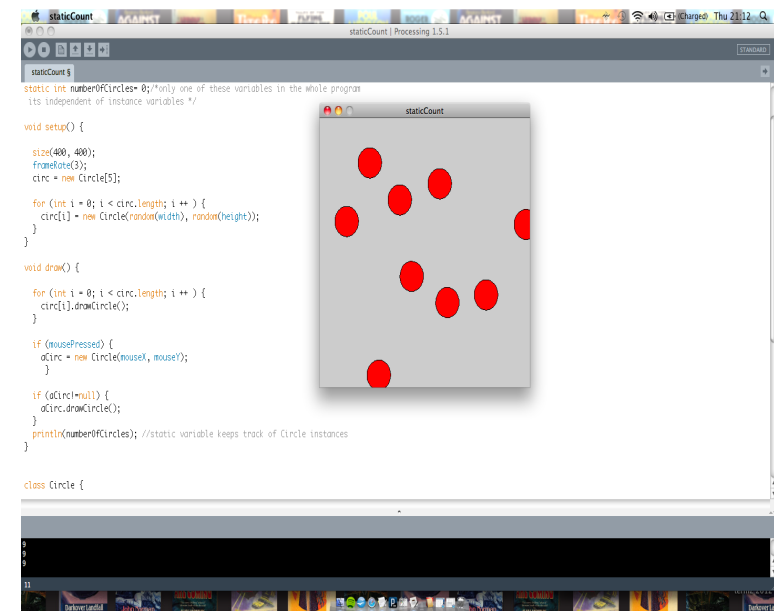 staticCount
(Charged) Thu 21:12
staticCount | Processing 1.5.1
STANDARD
staticCount §
static int numberOfCircles= 0;/*only one of these variables in the whole program
its independent of instance variables */
void setup() {
size(400, 400);
frameRate(3);
circ = new Circle[5];
for (int i = 0; i < circ.length; i ++ ) {
circ[i] = new Circle(random(width), random(height));
}
}
void draw() {
for (int i = 0; i < circ.length; i ++ ) {
circ[i].drawCircle();
}
if (mousePressed) {
aCirc = new Circle(mouseX, mouseY);
}
if (aCirc!=null) {
aCirc.drawCircle();
}
println(numberOfCircles); //static variable keeps track of Circle instances
}
class Circle {
staticCount
9
9
9
11
Darkover Landfall